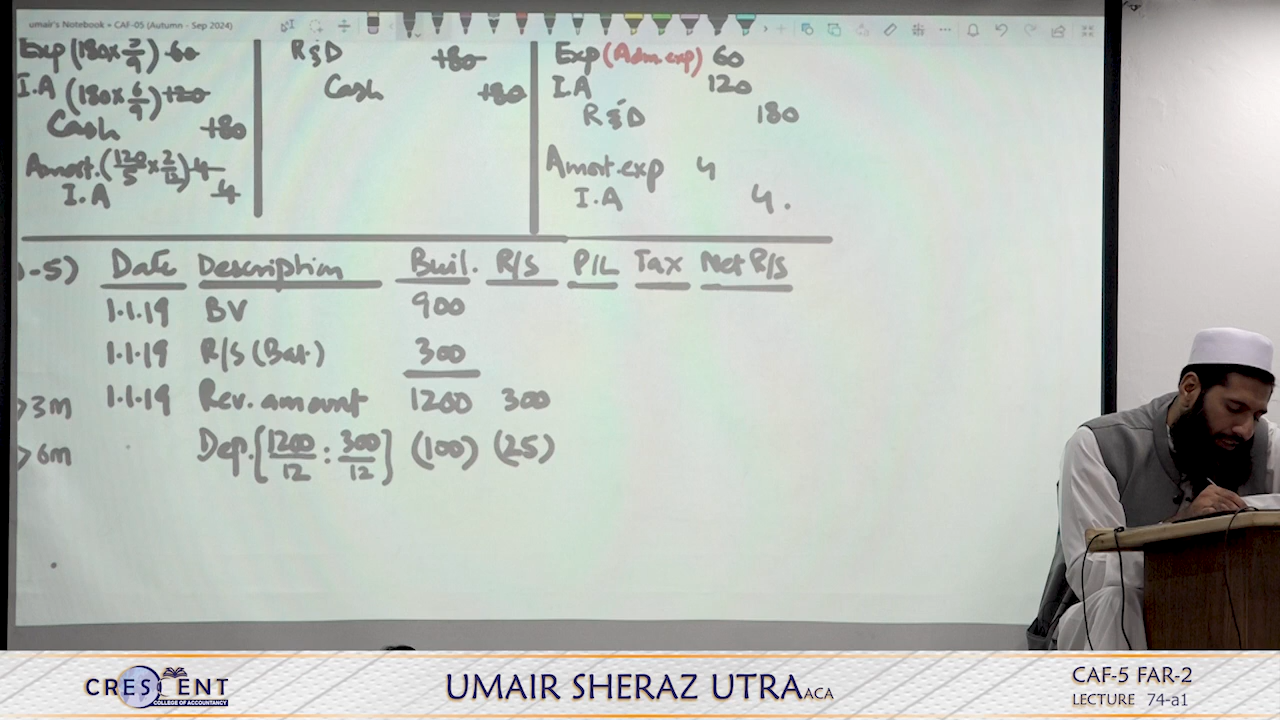 umair's Notebook » CAF-05 (Autumn - Sep 2024)
Exp (180x 3/9) 60
I.A (180x 6/9) 120
Cash 180
Amort. (120/5 x 2/12) 4
I.A 4
R&D 180
Cash 180
Exp (Adm.exp) 60
I.A 120
R&D 180
Amort.exp 4
I.A 4.
-5) Date Description Buil. R/S P/L Tax Net R/S
1.1.19 BV 900
1.1.19 R/S (Bal.) 300
>3m 1.1.19 Rev. amount 1200 300
>6m Dep. [1200/12 : 300/12] (100) (25)
CRESCENT
COLLEGE OF ACCOUNTANCY
UMAIR SHERAZ UTRA ACA
CAF-5 FAR-2
LECTURE 74-a1